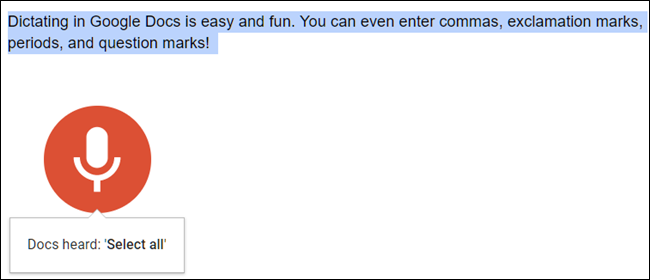 Dictating in Google Docs is easy and fun. You can even enter commas, exclamation marks,
periods, and question marks!
Docs heard: 'Select all'